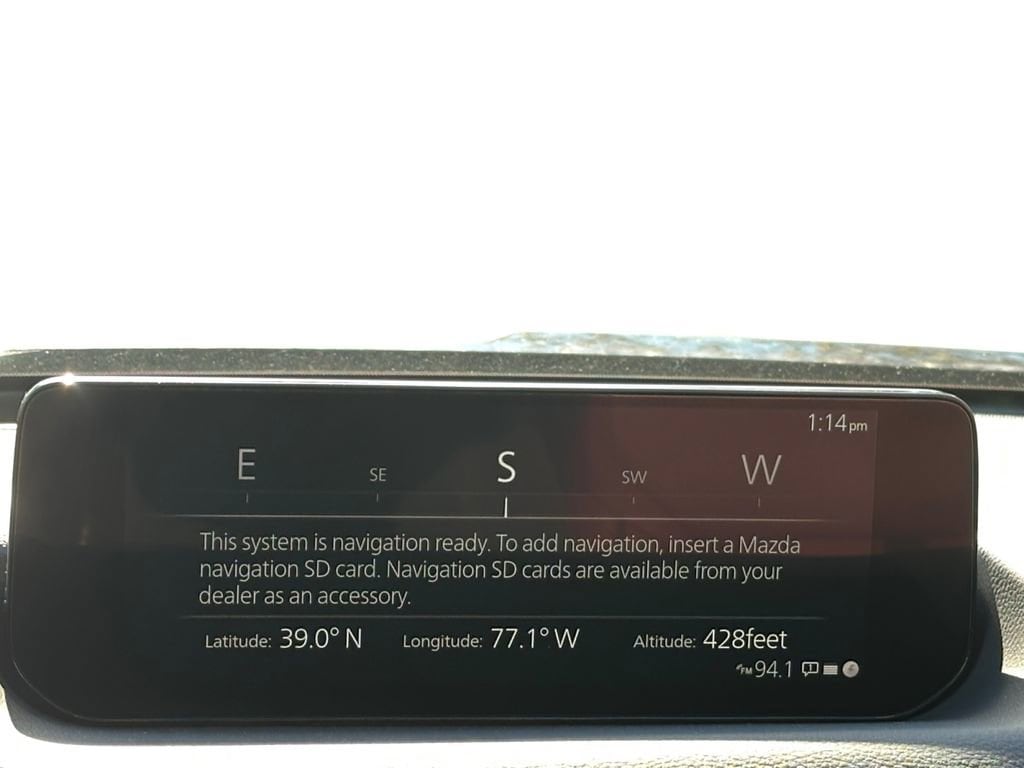 1:14pm
E SE S SW W
This system is navigation ready. To add navigation, insert a Mazda
navigation SD card. Navigation SD cards are available from your
dealer as an accessory.
Latitude: 39.0° N Longitude: 77.1° W Altitude: 428feet
FM 94.1